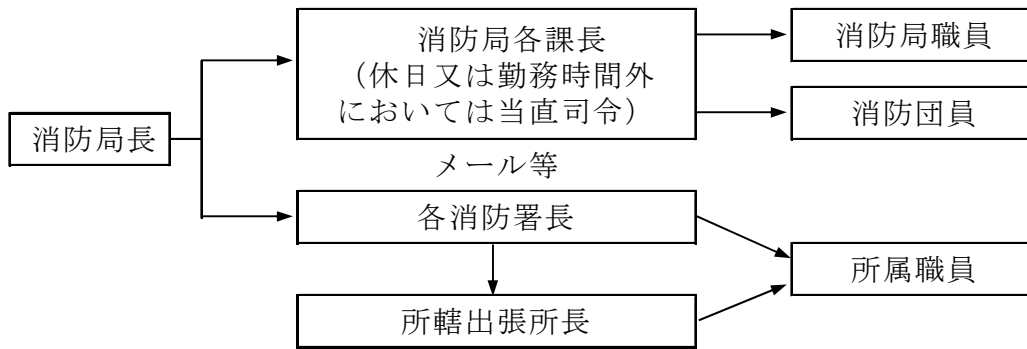 消防局長
消防局各課長
（休日又は勤務時間外
においては当直司令）
消防局職員
消防団員
メール等
各消防署長
所轄出張所長
所属職員